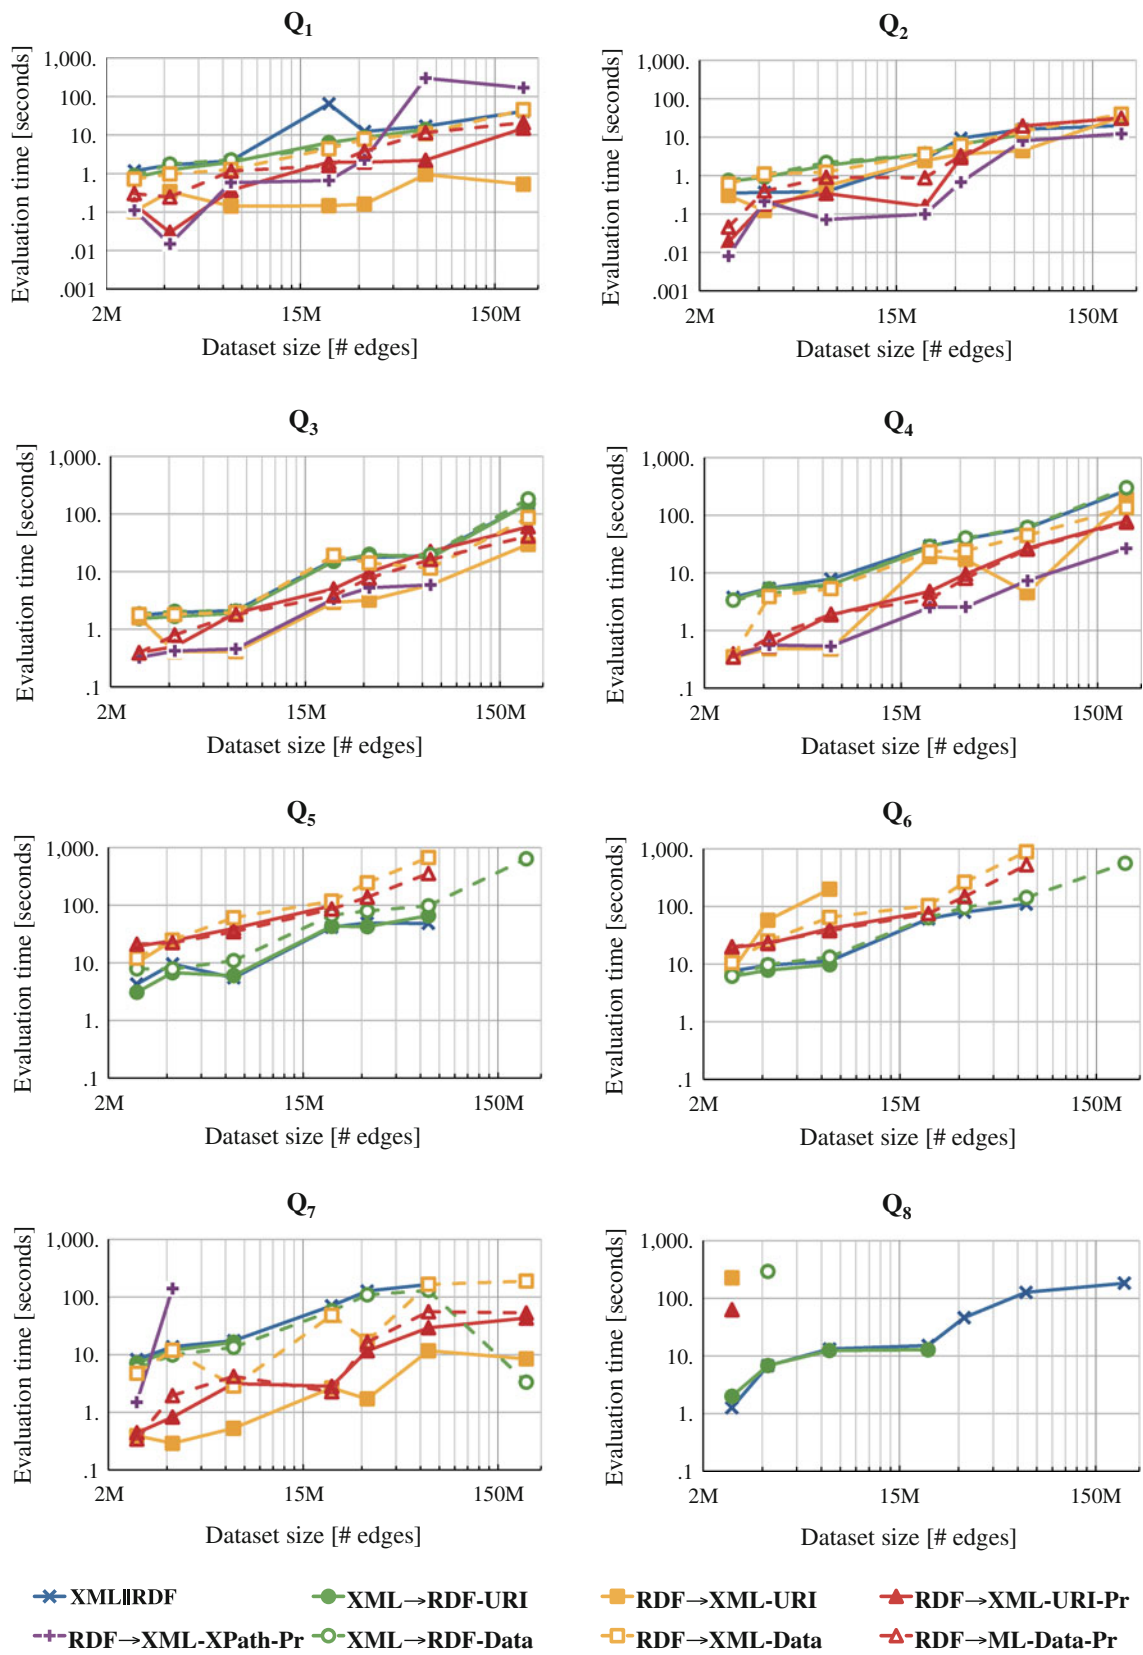 Q1
Q2
1,000.
100.
10.
1.
.1
.01
.001
Evaluation time [seconds]
2M
15M
150M
Dataset size [# edges]
1,000.
100.
10.
1.
.1
.01
.001
Evaluation time [seconds]
2M
15M
150M
Dataset size [# edges]
Q3
Q4
1,000.
100.
10.
1.
.1
Evaluation time [seconds]
2M
15M
150M
Dataset size [# edges]
1,000.
100.
10.
1.
.1
Evaluation time [seconds]
2M
15M
150M
Dataset size [# edges]
Q5
Q6
1,000.
100.
10.
1.
.1
Evaluation time [seconds]
2M
15M
150M
Dataset size [# edges]
1,000.
100.
10.
1.
.1
Evaluation time [seconds]
2M
15M
150M
Dataset size [# edges]
Q7
Q8
1,000.
100.
10.
1.
.1
Evaluation time [seconds]
2M
15M
150M
Dataset size [# edges]
1,000.
100.
10.
1.
.1
Evaluation time [seconds]
2M
15M
150M
Dataset size [# edges]
XML||RDF
XML→RDF-URI
RDF→XML-URI
RDF→XML-URI-Pr
RDF→XML-XPath-Pr
XML→RDF-Data
RDF→XML-Data
RDF→ML-Data-Pr